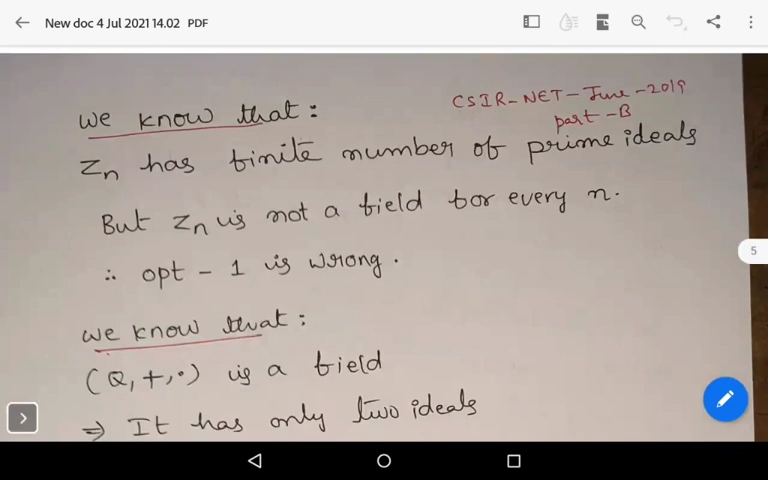 New doc 4 Jul 2021 14.02 PDF
CSIR-NET-June-2019
part-B
we know that:
Zn has finite number of prime ideals
But Zn is not a field for every n.
∴ opt - 1 is wrong.
5
we know that:
(Q, +, ·) is a field
⇒ It has only two ideals